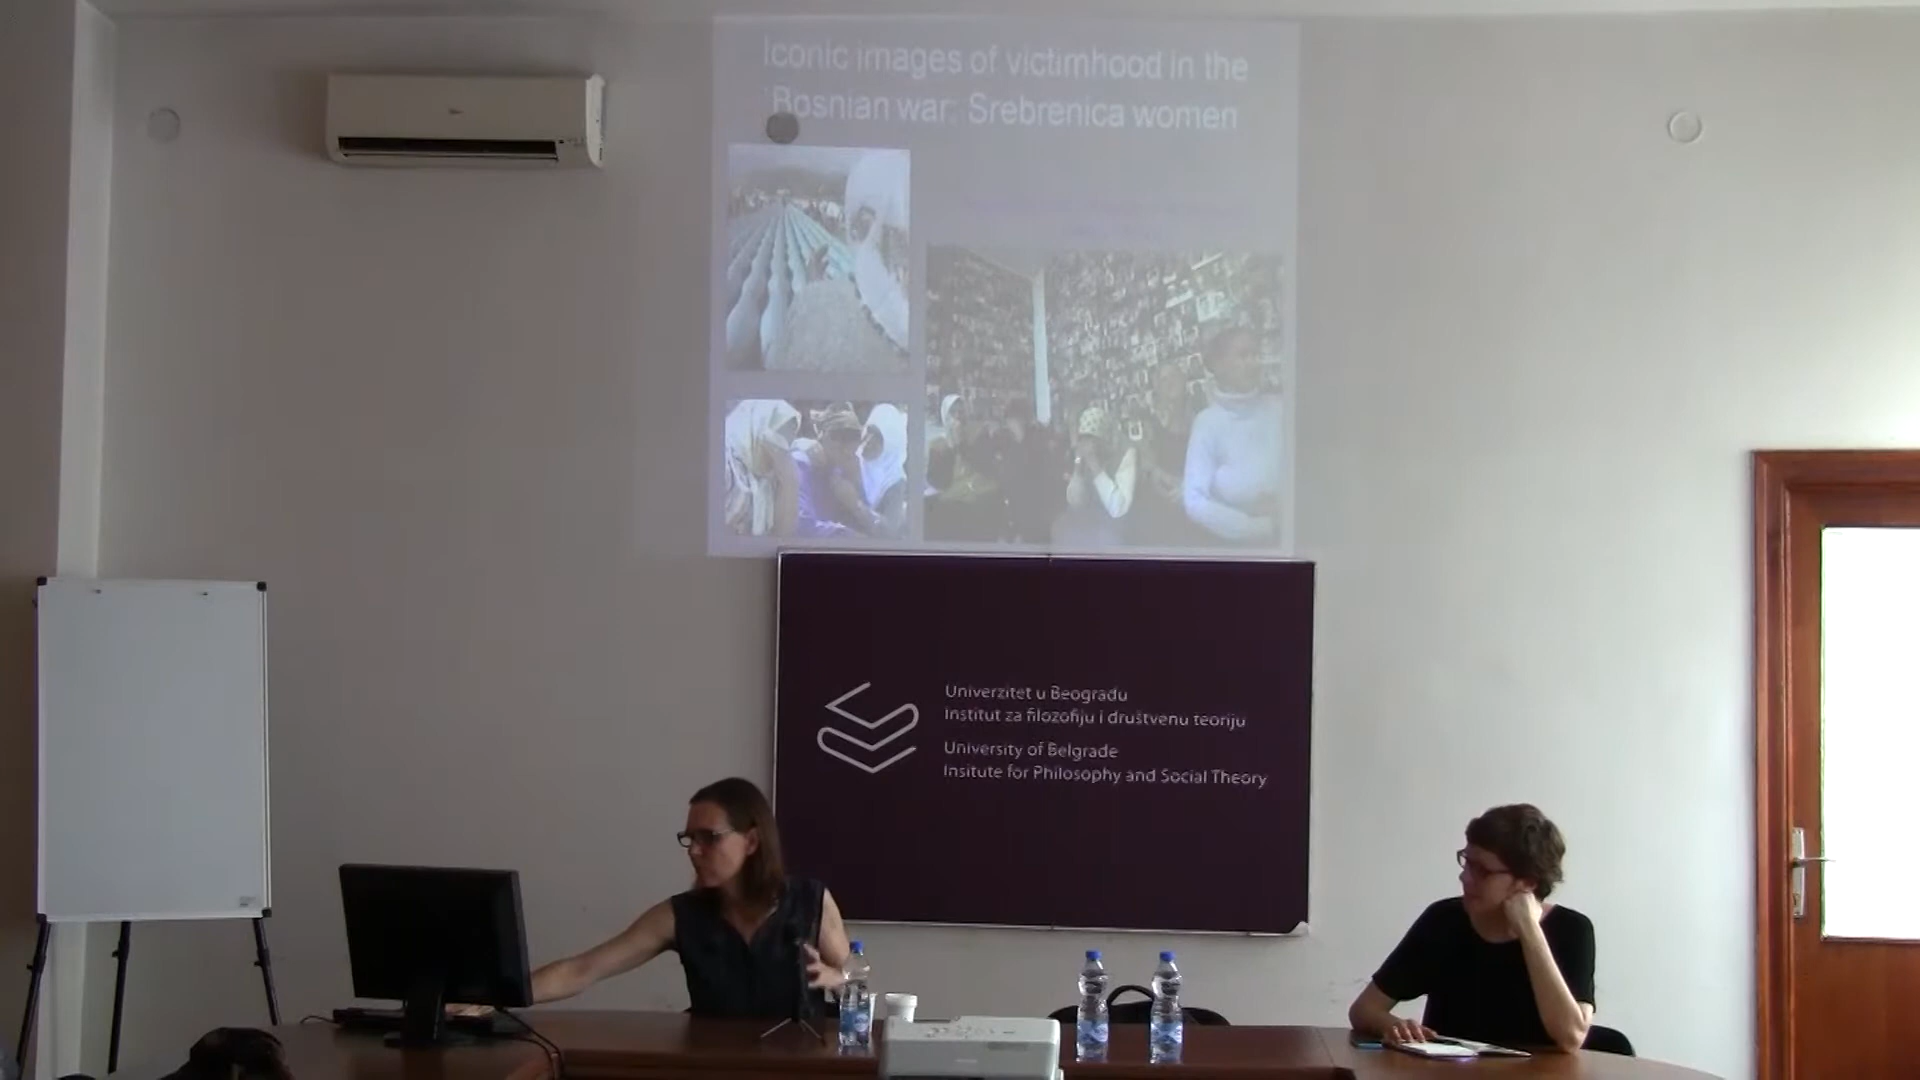 Iconic images of victimhood in the
Bosnian war: Srebrenica women
Univerzitet u Beogradu
Institut za filozofiju i društvenu teoriju
University of Belgrade
Insitute for Philosophy and Social Theory